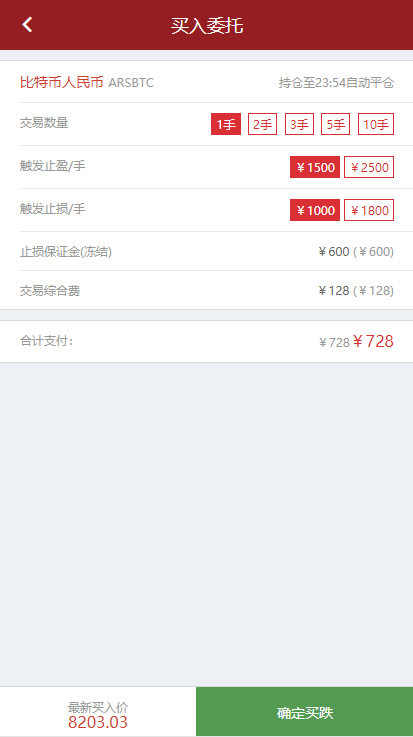 买入委托
比特币人民币 ARSBTC 持仓至23:54自动平仓
交易数量 1手 2手 3手 5手 10手
触发止盈/手 ￥1500 ￥2500
触发止损/手 ￥1000 ￥1800
止损保证金(冻结) ￥600 (￥600)
交易综合费 ￥128 (￥128)
合计支付： ￥728 ￥728
最新买入价
8203.03
确定买跌